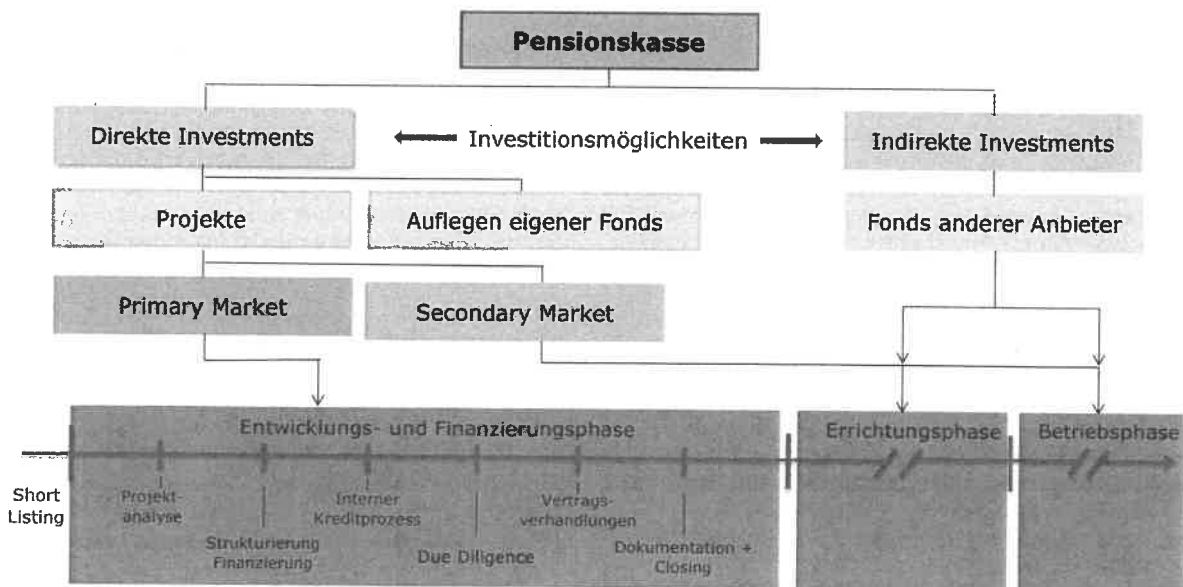 Pensionskasse
Direkte Investments
Investitionsmöglichkeiten
Indirekte Investments
Projekte
Auflegen eigener Fonds
Fonds anderer Anbieter
Primary Market
Secondary Market
Entwicklungs- und Finanzierungsphase
Errichtungsphase
Betriebsphase
Short
Listing
Projekt-
analyse
Strukturierung
Finanzierung
Interner
Kreditprozess
Due Diligence
Vertrags-
verhandlungen
Dokumentation +
Closing